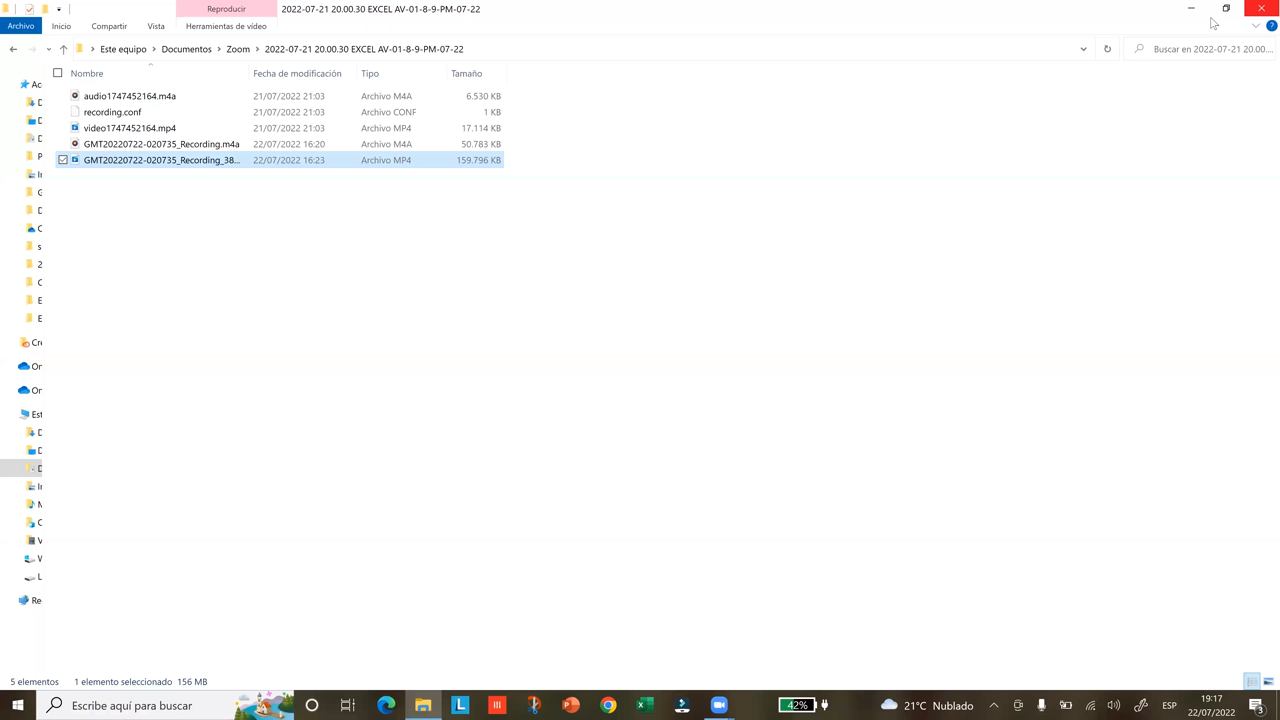 Reproducir
2022-07-21 20.00.30 EXCEL AV-01-8-9-PM-07-22
Archivo Inicio Compartir Vista Herramientas de vídeo
Este equipo Documentos Zoom 2022-07-21 20.00.30 EXCEL AV-01-8-9-PM-07-22 Buscar en 2022-07-21 20.00....
Nombre Fecha de modificación Tipo Tamaño
audio1747452164.m4a 21/07/2022 21:03 Archivo M4A 6.530 KB
recording.conf 21/07/2022 21:03 Archivo CONF 1 KB
video1747452164.mp4 21/07/2022 21:03 Archivo MP4 17.114 KB
GMT20220722-020735_Recording.m4a 22/07/2022 16:20 Archivo M4A 50.783 KB
GMT20220722-020735_Recording_38... 22/07/2022 16:23 Archivo MP4 159.796 KB
5 elementos 1 elemento seleccionado 156 MB
Escribe aquí para buscar 42% 21°C Nublado ESP 19:17
22/07/2022 3